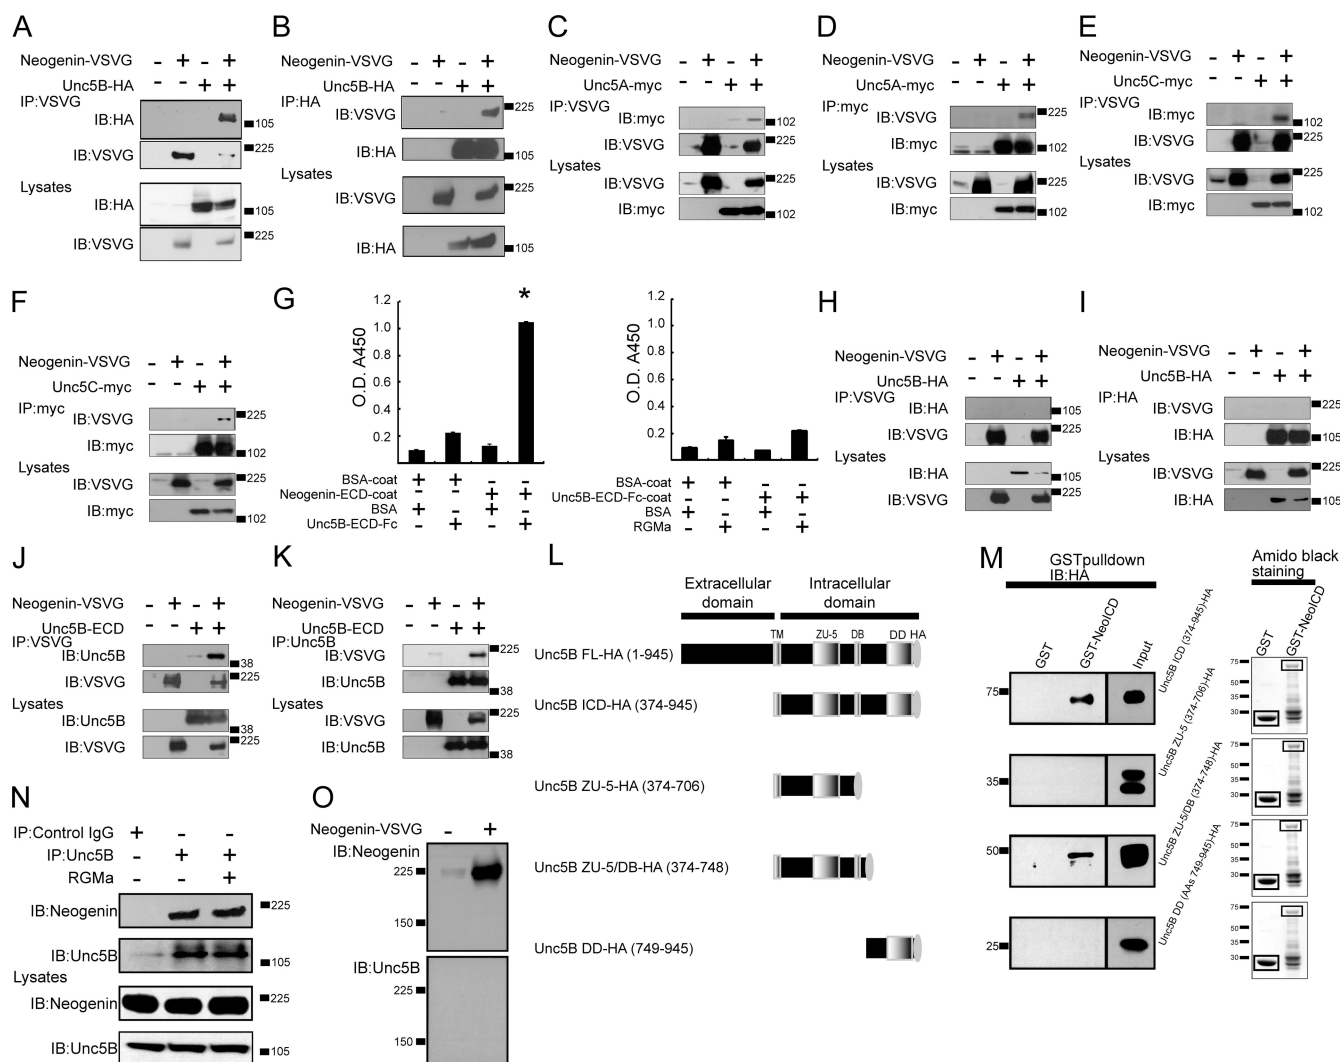 A
Neogenin-VSVG - + - +
Unc5B-HA - - + +
IP:VSVG
IB:HA 105
IB:VSVG 225
Lysates
IB:HA 105
IB:VSVG 225
B
Neogenin-VSVG - + - +
Unc5B-HA - - + +
IP:HA
IB:VSVG 225
IB:HA 105
Lysates
IB:VSVG 225
IB:HA 105
C
Neogenin-VSVG - + - +
Unc5A-myc - - + +
IP:VSVG
IB:myc 102
IB:VSVG 225
Lysates
IB:VSVG 225
IB:myc 102
D
Neogenin-VSVG - + - +
Unc5A-myc - - + +
IP:myc
IB:VSVG 225
IB:myc 102
Lysates
IB:VSVG 225
IB:myc 102
E
Neogenin-VSVG - + - +
Unc5C-myc - - + +
IP:VSVG
IB:myc 102
IB:VSVG 225
Lysates
IB:VSVG 225
IB:myc 102
F
Neogenin-VSVG - + - +
Unc5C-myc - - + +
IP:myc
IB:VSVG 225
IB:myc 102
Lysates
IB:VSVG 225
IB:myc 102
G
O.D. A450
1.2
1.0
0.8
0.6
0.4
0.2
*
BSA-coat + + - -
Neogenin-ECD-coat - - + +
BSA + - + -
Unc5B-ECD-Fc - + - +
O.D. A450
1.2
1.0
0.8
0.6
0.4
0.2
BSA-coat + + - -
Unc5B-ECD-Fc-coat - - + +
BSA + - + -
RGMa - + - +
H
Neogenin-VSVG - + - +
Unc5B-HA - - + +
IP:VSVG
IB:HA 105
IB:VSVG 225
Lysates
IB:HA 105
IB:VSVG 225
I
Neogenin-VSVG - + - +
Unc5B-HA - - + +
IP:HA
IB:VSVG 225
IB:HA 105
Lysates
IB:VSVG 225
IB:HA 105
J
Neogenin-VSVG - + - +
Unc5B-ECD - - + +
IP:VSVG
IB:Unc5B 38
IB:VSVG 225
Lysates
IB:Unc5B 38
IB:VSVG 225
K
Neogenin-VSVG - + - +
Unc5B-ECD - - + +
IP:Unc5B
IB:VSVG 225
IB:Unc5B 38
Lysates
IB:VSVG 225
IB:Unc5B 38
L
Extracellular domain
Intracellular domain
TM ZU-5 DB DD HA
Unc5B FL-HA (1-945)
Unc5B ICD-HA (374-945)
Unc5B ZU-5-HA (374-706)
Unc5B ZU-5/DB-HA (374-748)
Unc5B DD-HA (749-945)
M
GSTpulldown
IB:HA
GST GST-NeoICD Input
75
35
50
25
Unc5B ICD (374-945)-HA
Unc5B ZU-5 (374-706)-HA
Unc5B ZU-5/DB (374-748)-HA
Unc5B DD (AAs 749-945)-HA
Amido black
staining
GST GST-NeoICD
75
50
35
30
75
50
35
30
75
50
35
30
75
50
35
30
N
IP:Control IgG + - -
IP:Unc5B - + +
RGMa - - +
IB:Neogenin 225
IB:Unc5B 105
Lysates
IB:Neogenin 225
IB:Unc5B 105
O
Neogenin-VSVG - +
IB:Neogenin
225
150
IB:Unc5B
225
150